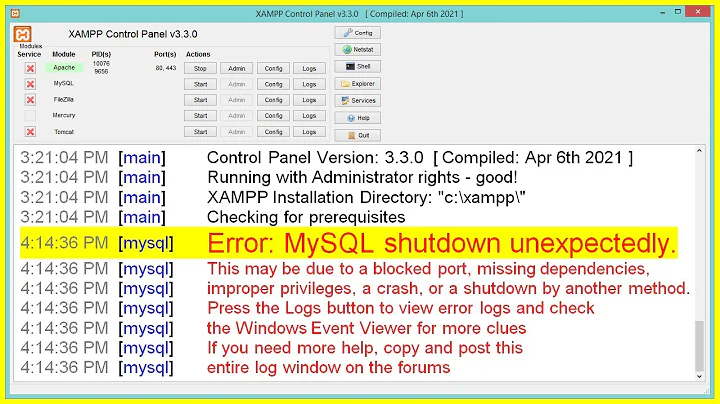 XAMPP Control Panel v3.3.0 [ Compiled: Apr 6th 2021 ]
XAMPP Control Panel v3.3.0
Config
Modules
Service Module PID(s) Port(s) Actions
Netstat
Apache 10076 9656 80, 443 Stop Admin Config Logs
Shell
MySQL Start Admin Config Logs
Explorer
FileZilla Start Admin Config Logs
Services
Mercury Start Admin Config Logs
Help
Tomcat Start Admin Config Logs
Quit
3:21:04 PM [main] Control Panel Version: 3.3.0 [ Compiled: Apr 6th 2021 ]
3:21:04 PM [main] Running with Administrator rights - good!
3:21:04 PM [main] XAMPP Installation Directory: "c:\xampp\"
3:21:04 PM [main] Checking for prerequisites
4:14:36 PM [mysql] Error: MySQL shutdown unexpectedly.
4:14:36 PM [mysql] This may be due to a blocked port, missing dependencies,
4:14:36 PM [mysql] improper privileges, a crash, or a shutdown by another method.
4:14:36 PM [mysql] Press the Logs button to view error logs and check
4:14:36 PM [mysql] the Windows Event Viewer for more clues
4:14:36 PM [mysql] If you need more help, copy and post this
4:14:36 PM [mysql] entire log window on the forums